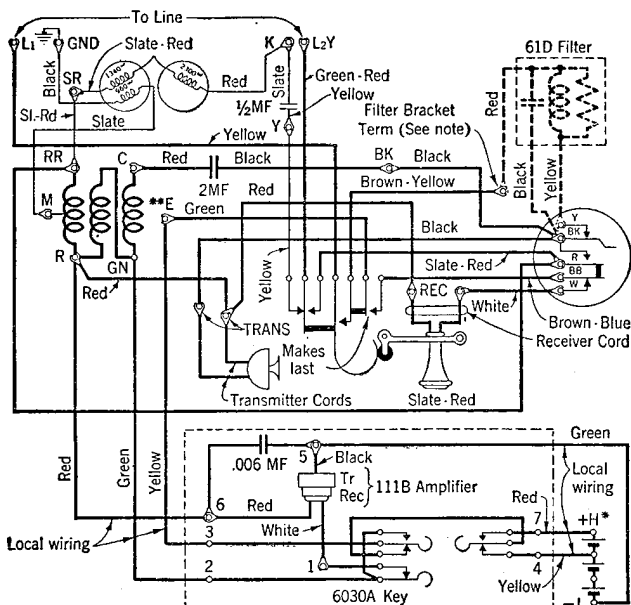 To Line
L1 GND Slate-Red K L2Y
61D Filter
SR
1340ω
2700ω
Black
Red
Slate
Green-Red
Yellow
½MF
Sl.-Rd Slate
Y
Filter Bracket
Term (See note)
Red
Black
Yellow
Yellow
RR C Red Black BK Black
2MF
Brown-Yellow
M
**E
Green
Red
Black
Y
BK
R
BB
W
R GN
Red
Yellow
Slate-Red
REC
White
TRANS
Makes
last
Brown-Blue
Receiver Cord
Transmitter Cords
Slate-Red
Red
Green
Yellow
.006 MF
5
Black
Green
Local
wiring
Tr
Rec
111B Amplifier
6
Red
Local wiring
3
White
Red
7
+H*
2
1
4
Yellow
6030A Key